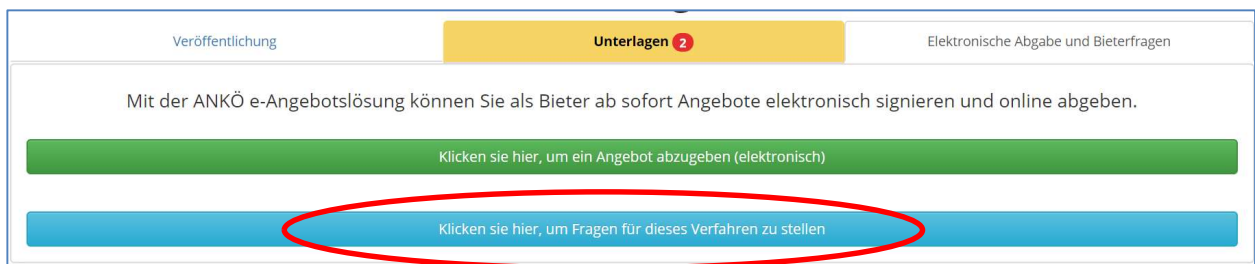 Veröffentlichung
Unterlagen 2
Elektronische Abgabe und Bieterfragen
Mit der ANKÖ e-Angebotslösung können Sie als Bieter ab sofort Angebote elektronisch signieren und online abgeben.
Klicken sie hier, um ein Angebot abzugeben (elektronisch)
Klicken sie hier, um Fragen für dieses Verfahren zu stellen